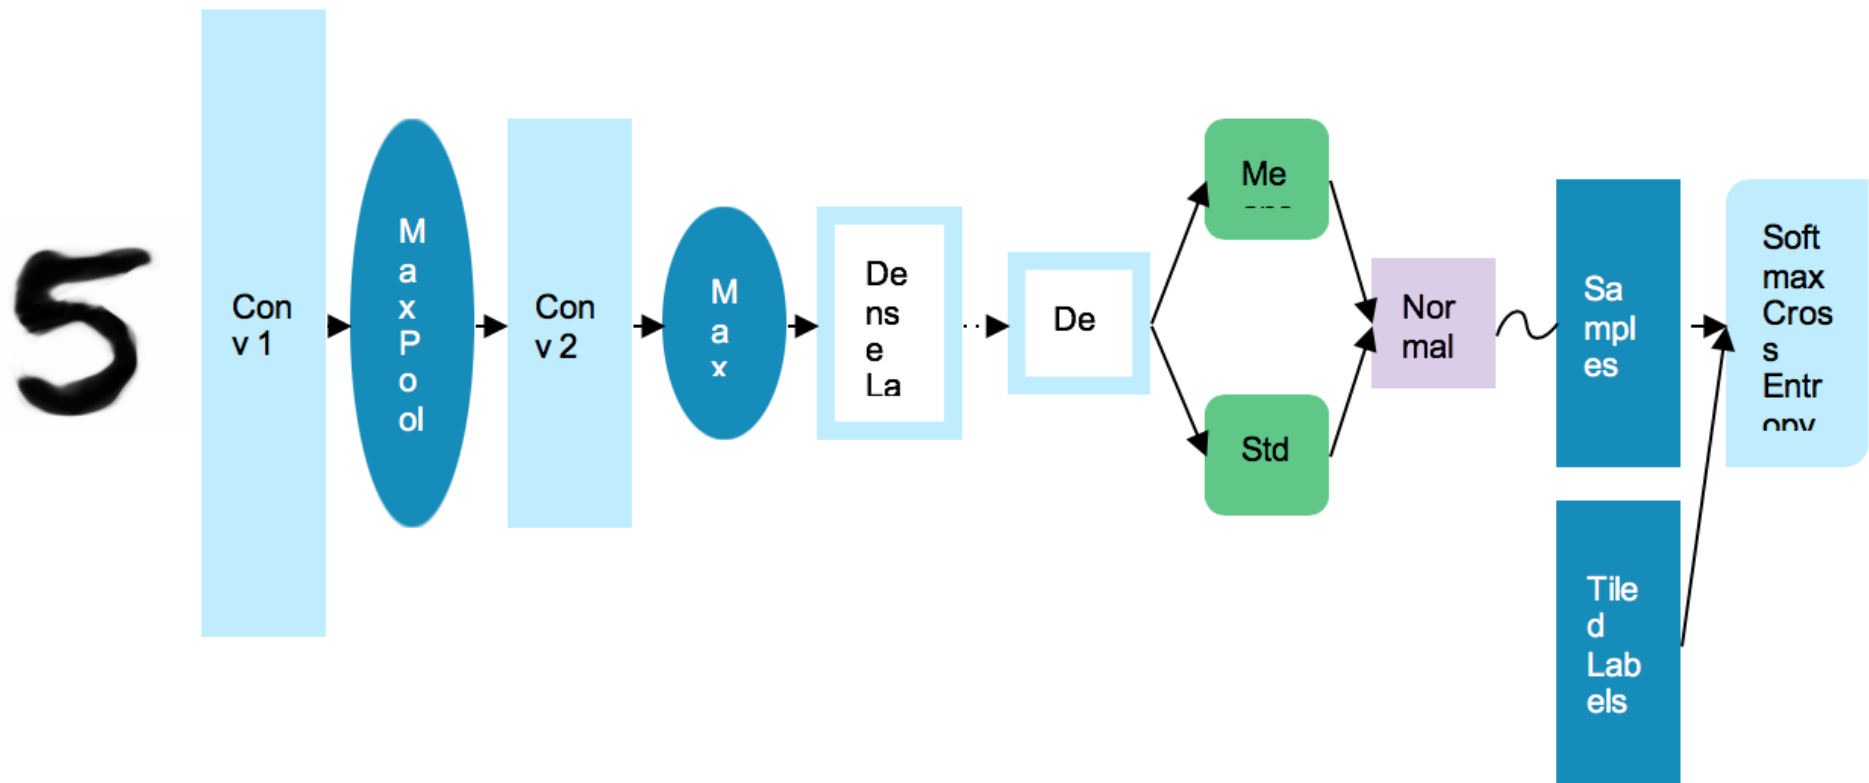 5
Con
v 1
M
a
x
P
o
ol
Con
v 2
M
a
x
De
ns
e
La
De
Me
Std
Nor
mal
Sa
mpl
es
Tile
d
Lab
els
Soft
max
Cros
s
Entr
opy